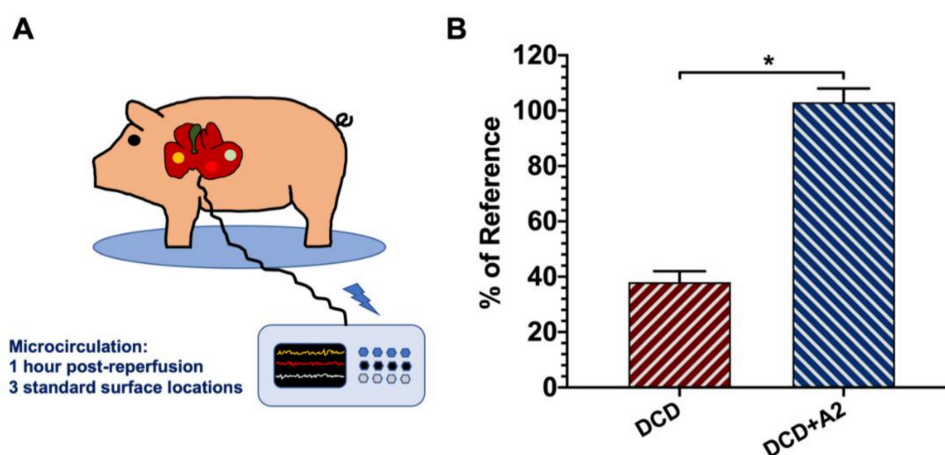 A
Microcirculation:
1 hour post-reperfusion
3 standard surface locations
B
% of Reference
120
100
80
60
40
20
0
*
DCD
DCD+A2